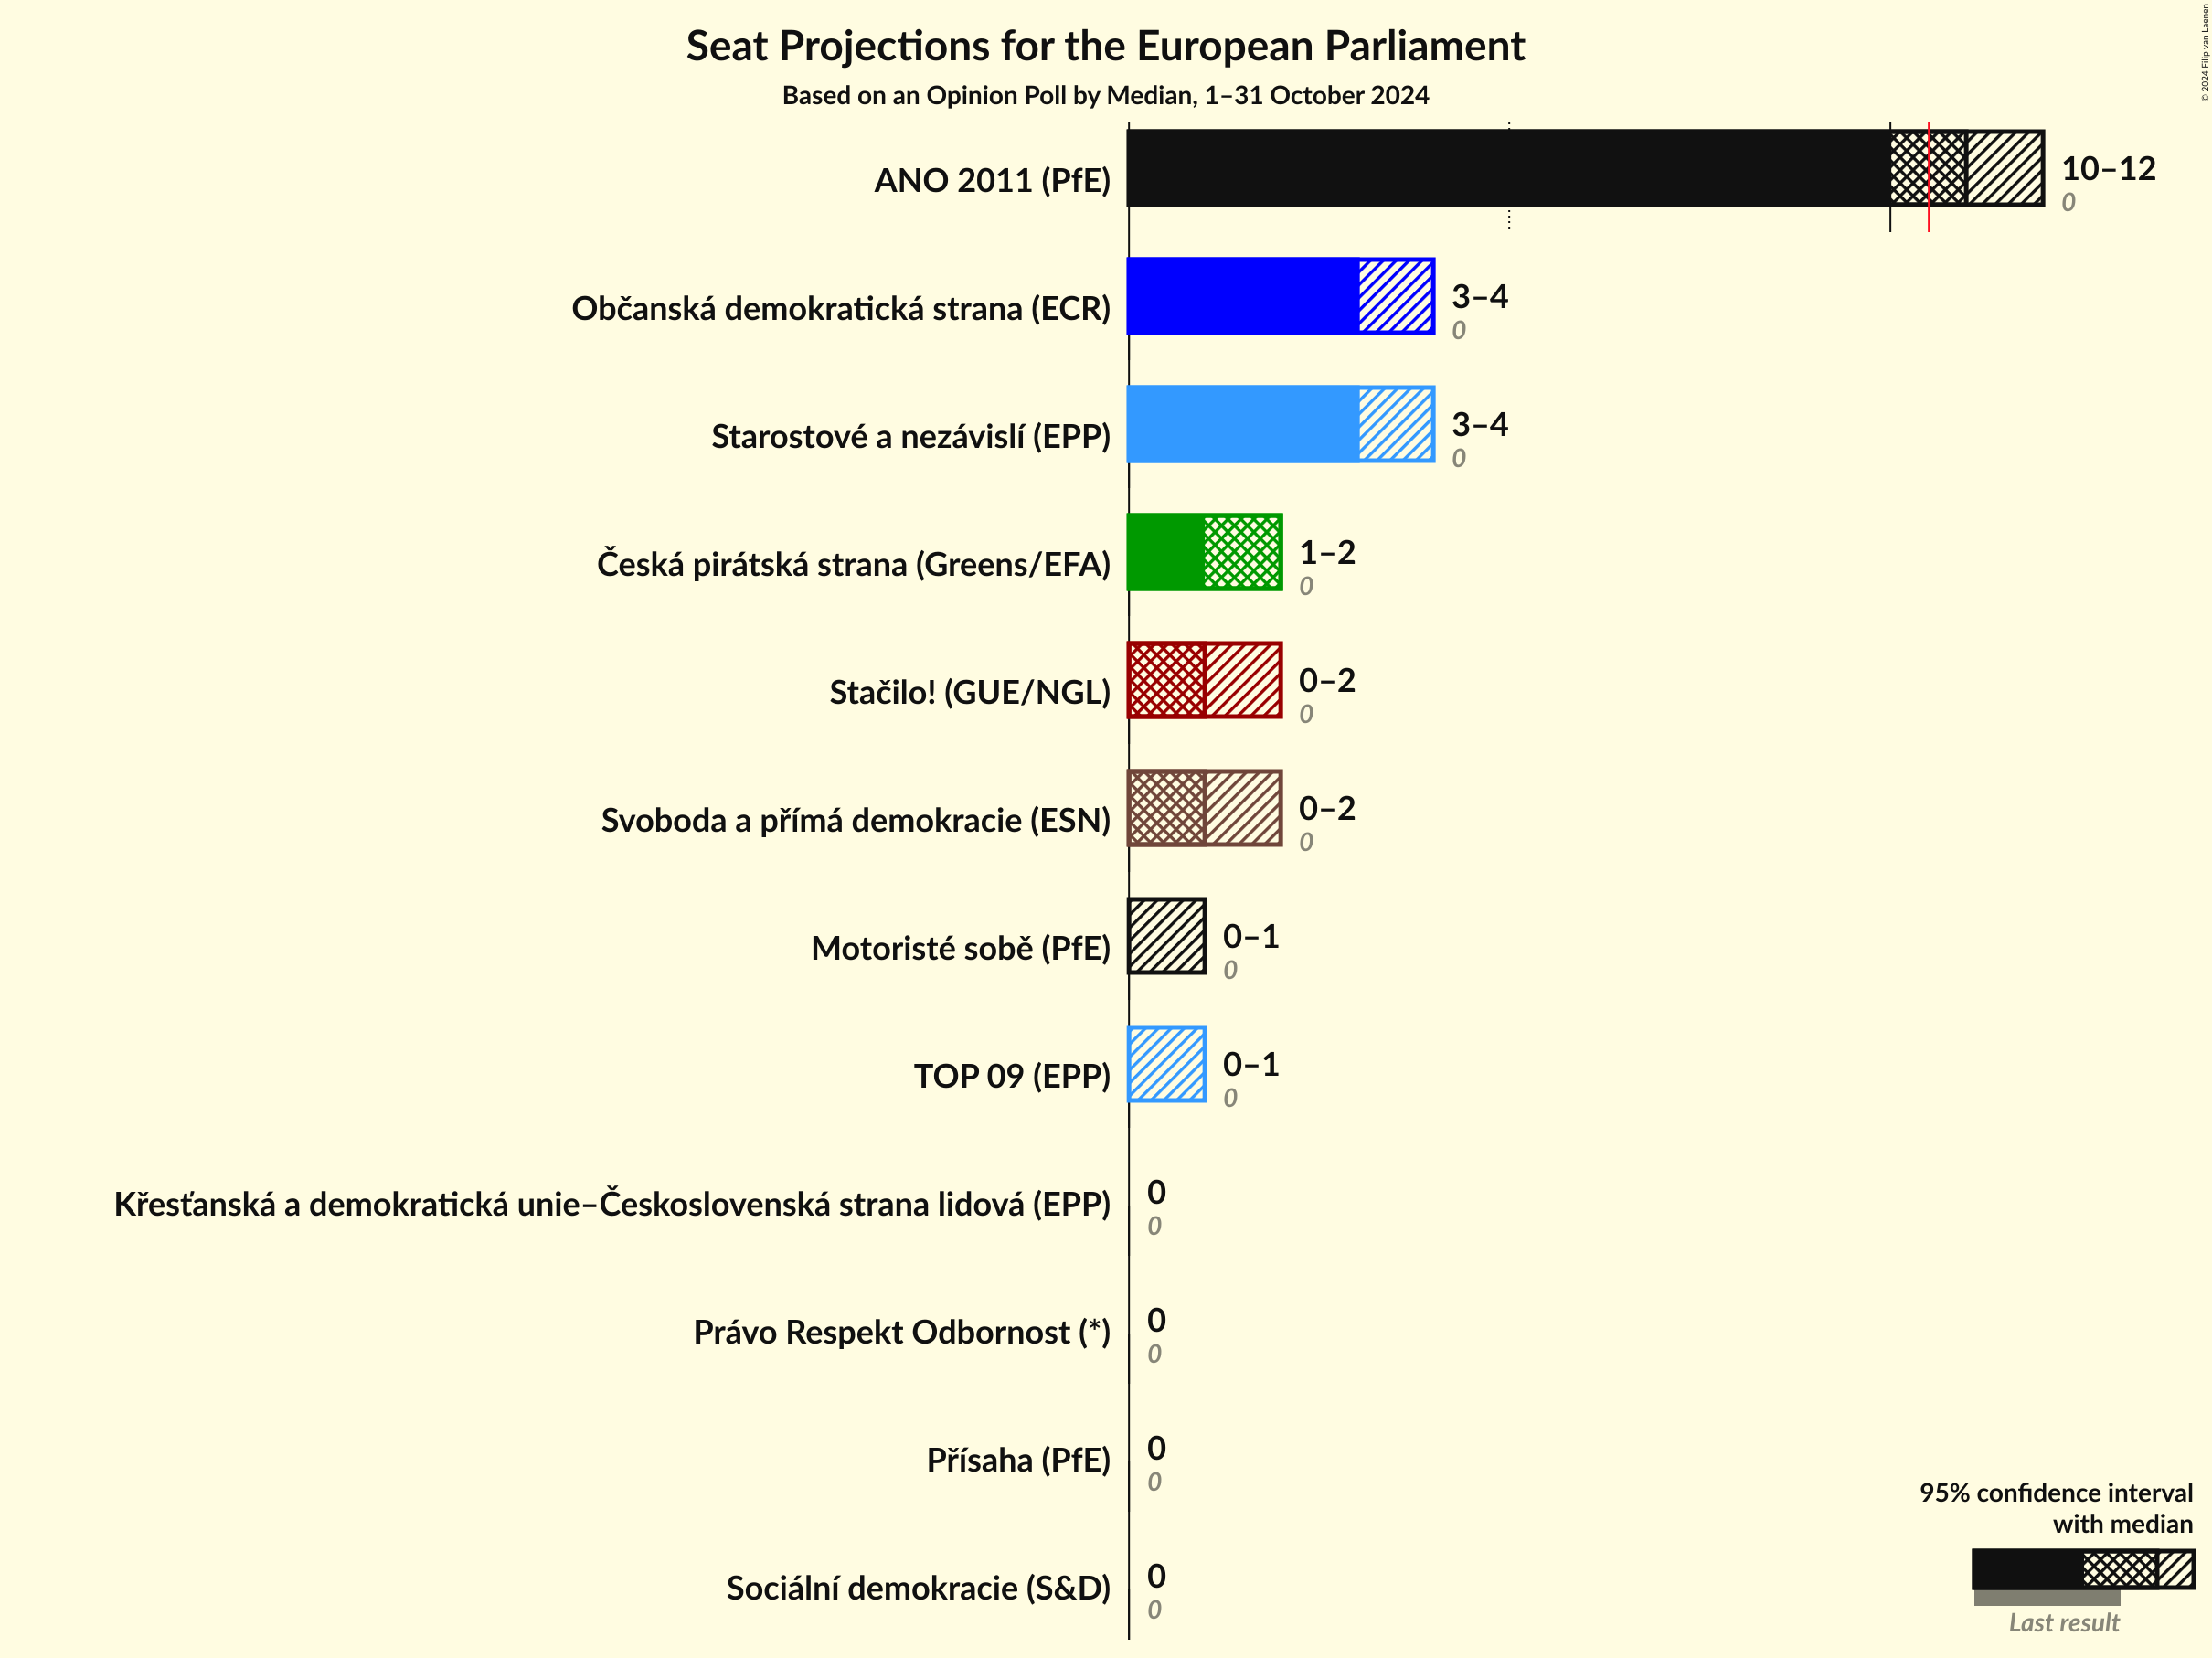 Seat Projections for the European Parliament
Based on an Opinion Poll by Median, 1–31 October 2024
© 2024 Filip van Laenen
ANO 2011 (PfE)
10–12
0
Občanská demokratická strana (ECR)
3–4
0
Starostové a nezávislí (EPP)
3–4
0
Česká pirátská strana (Greens/EFA)
1–2
0
Stačilo! (GUE/NGL)
0–2
0
Svoboda a přímá demokracie (ESN)
0–2
0
Motoristé sobě (PfE)
0–1
0
TOP 09 (EPP)
0–1
0
Křesťanská a demokratická unie–Československá strana lidová (EPP)
0
0
Právo Respekt Odbornost (*)
0
0
Přísaha (PfE)
0
0
Sociální demokracie (S&D)
0
0
95% confidence interval
with median
Last result